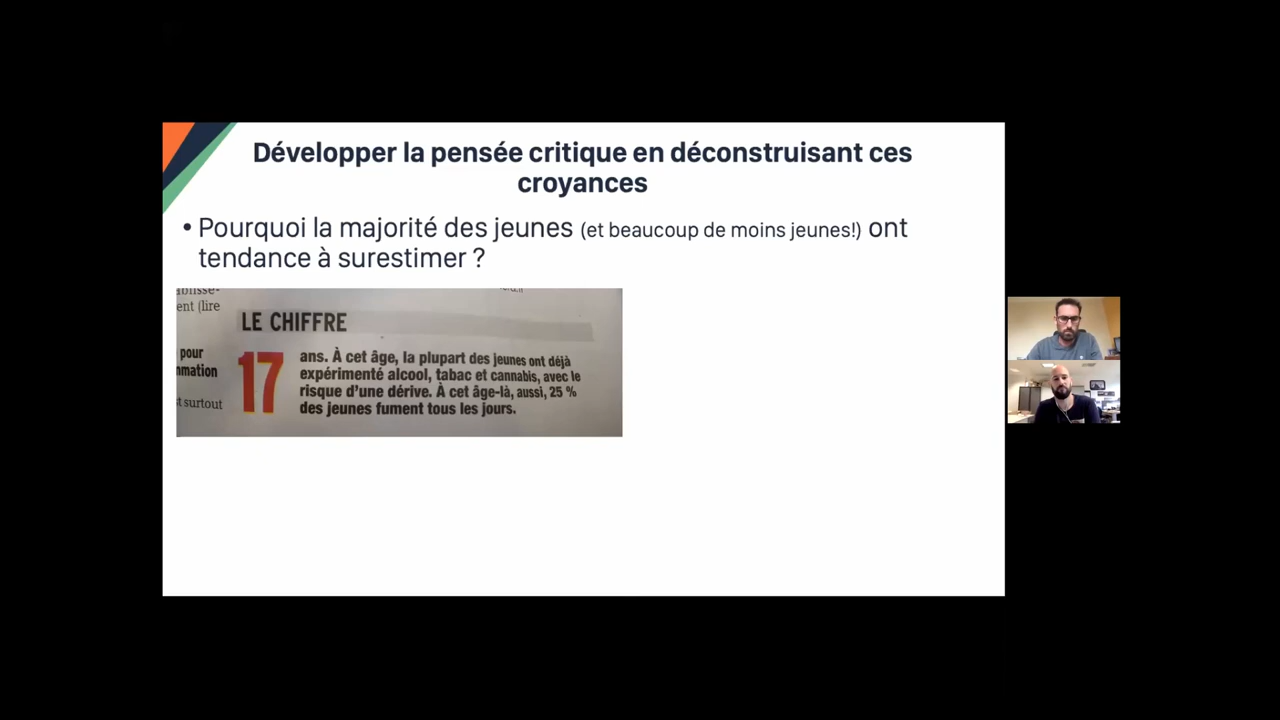 Développer la pensée critique en déconstruisant ces
croyances
• Pourquoi la majorité des jeunes (et beaucoup de moins jeunes!) ont
tendance à surestimer ?
ent (lire
pour
st surtout
LE CHIFFRE
17
ans. À cet âge, la plupart des jeunes ont déjà
expérimenté alcool, tabac et cannabis, avec le
risque d'une dérive. À cet âge-là, aussi, 25 %
des jeunes fument tous les jours.